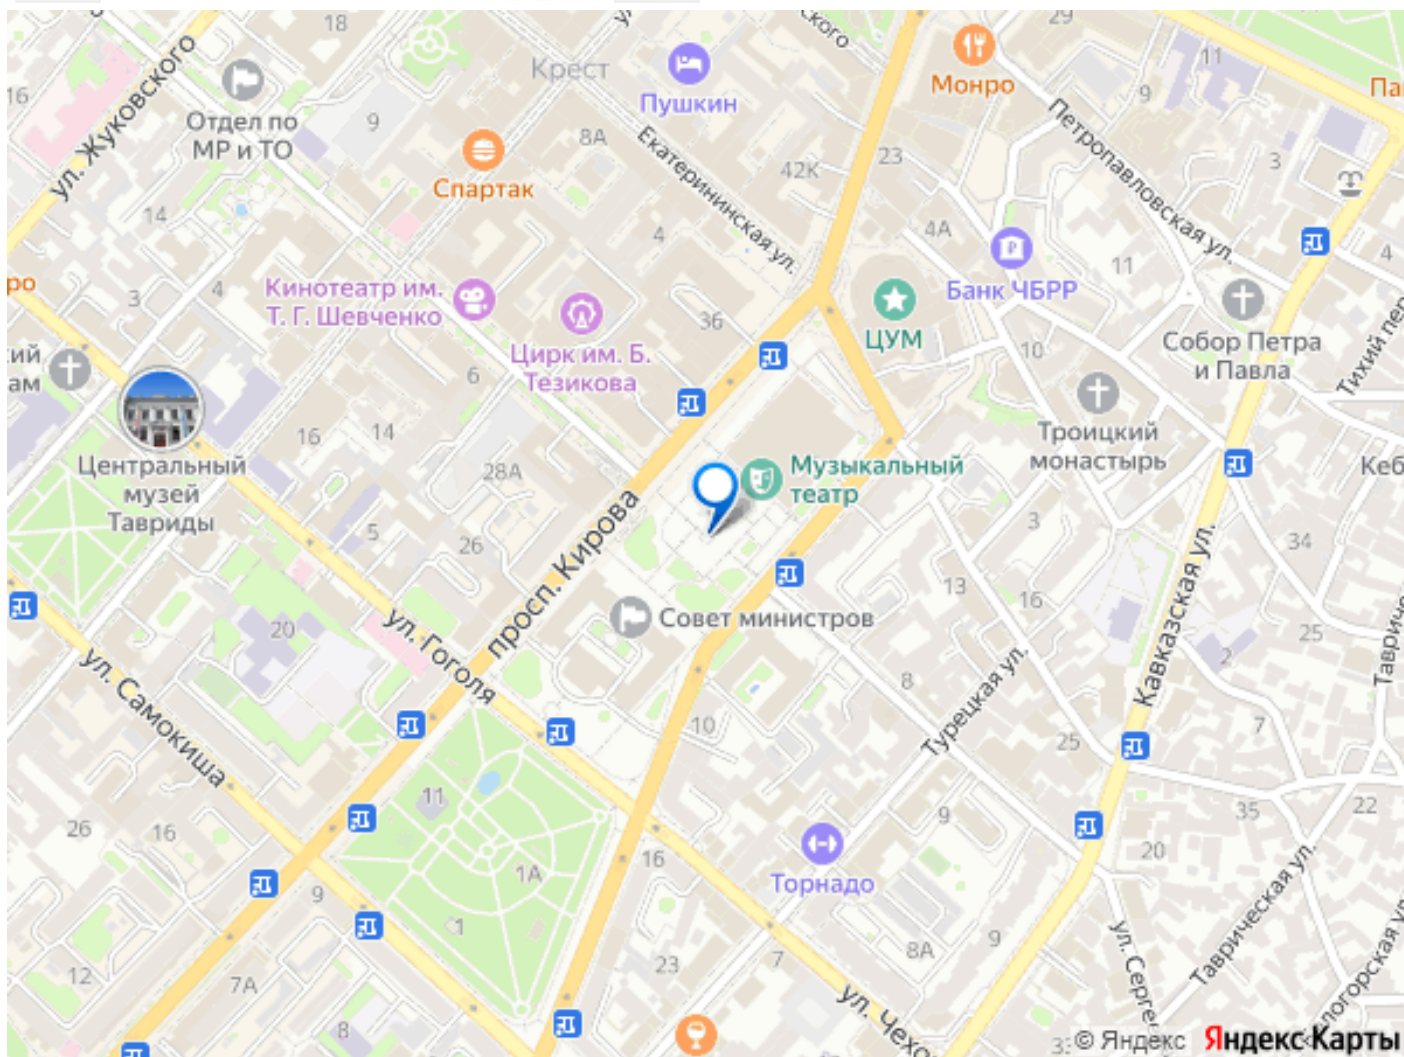 18
29
11
Крест
Монро
16
ул. Жуковского
Пушкин
9
Отдел по
МР и ТО
9
8А
Спартак
Екатерининская ул.
42К
23
Петропавловская ул.
3
14
4
4А
11
4
Банк ЧБРР
3
4
Кинотеатр им.
Т. Г. Шевченко
36
ЦУМ
10
Собор Петра
и Павла
Цирк им. Б.
Тезикова
6
Троицкий
монастырь
16
14
28А
Музыкальный
театр
Центральный
музей
Тавриды
5
26
просп. Кирова
3
34
13
16
Кавказская ул.
Совет министров
20
ул. Гоголя
25
2
8
Турецкая ул.
ул. Самокиша
10
25
7
11
35
22
26
16
1А
16
9
20
Торнадо
9
1
12
7А
23
7
8А
9
Таврическая ул.
8
ул. Чехо
ул. Серге
© Яндекс
Яндекс Карты